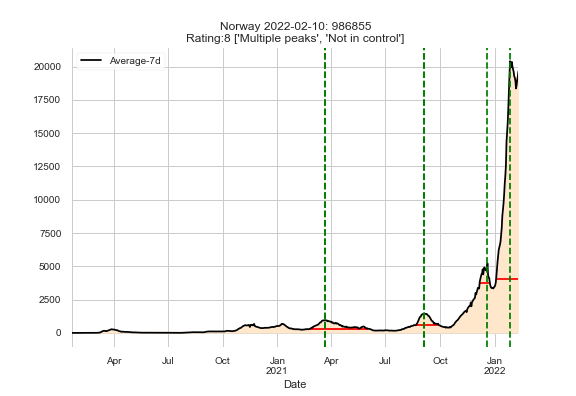 Norway 2022-02-10: 986855
Rating:8 ['Multiple peaks', 'Not in control']
Average-7d
20000
17500
15000
12500
10000
7500
5000
2500
0
Apr Jul Oct Jan Apr Jul Oct Jan
2021 2022
Date